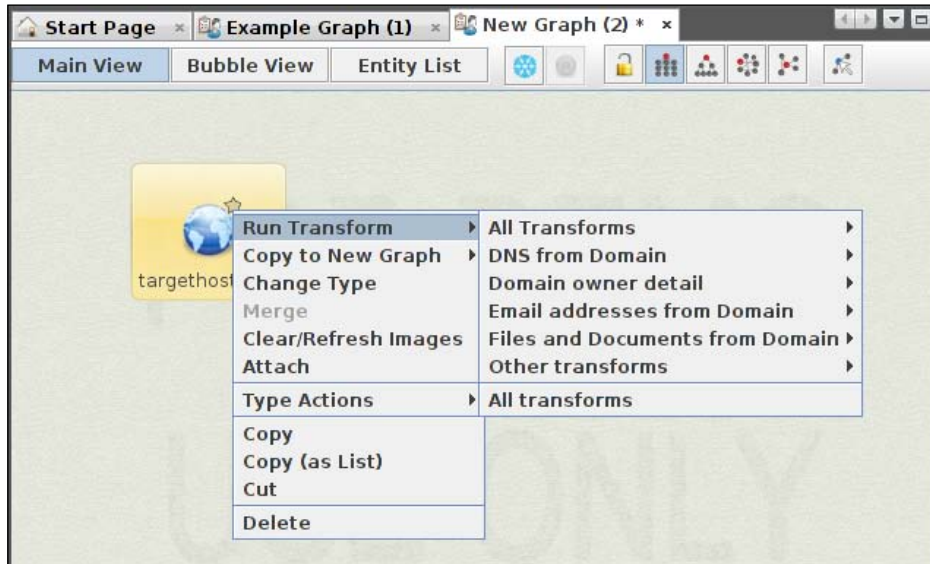 Start Page
Example Graph (1)
New Graph (2) *
Main View
Bubble View
Entity List
targethost
Run Transform
Copy to New Graph
Change Type
Merge
Clear/Refresh Images
Attach
Type Actions
Copy
Copy (as List)
Cut
Delete
All Transforms
DNS from Domain
Domain owner detail
Email addresses from Domain
Files and Documents from Domain
Other transforms
All transforms
ONLY